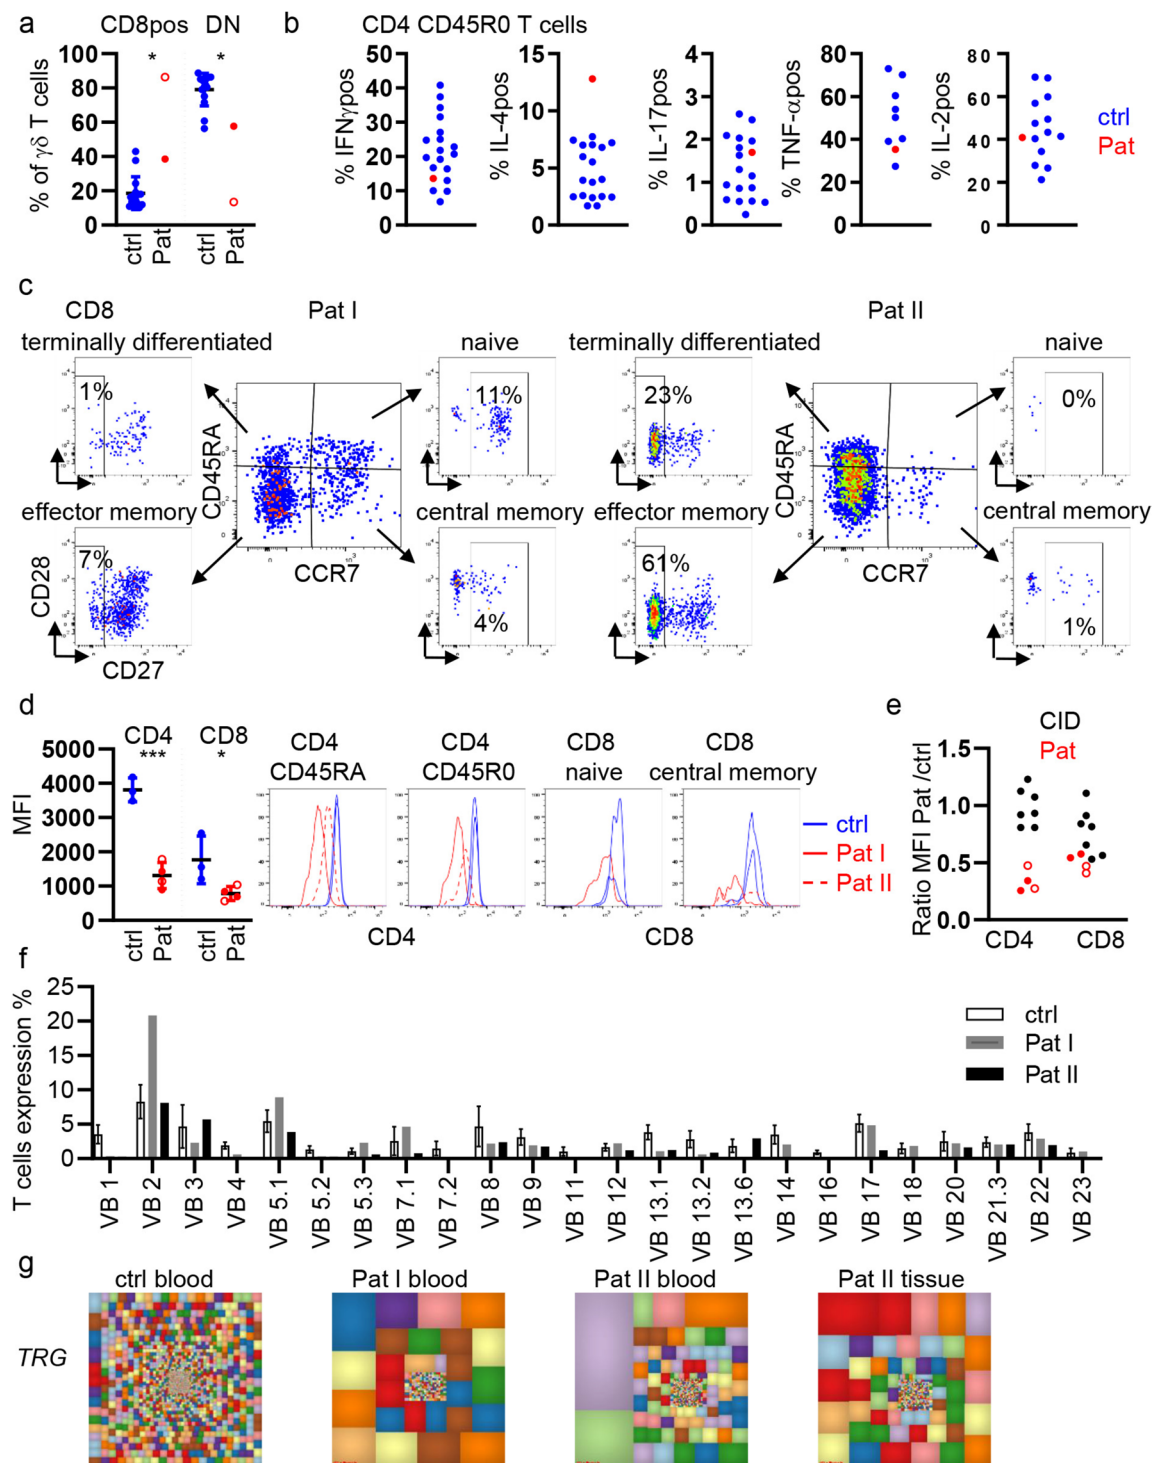 a
CD8pos DN
% of γδ T cells
100
80
60
40
20
0
*
*
ctrl
Pat
ctrl
Pat
b
CD4 CD45R0 T cells
% IFNγpos
50
40
30
20
10
0
% IL-4pos
15
10
5
0
% IL-17pos
4
3
2
1
0
% TNF-αpos
80
60
40
20
0
% IL-2pos
80
60
40
20
0
ctrl
Pat
c
CD8
Pat I
Pat II
terminally differentiated
naive
terminally differentiated
naive
1%
11%
23%
0%
CD45RA
CD45RA
effector memory
central memory
effector memory
central memory
7%
4%
61%
1%
CCR7
CCR7
CD28
CD27
d
MFI
5000
4000
3000
2000
1000
0
CD4
***
CD8
*
ctrl
Pat
ctrl
Pat
CD4
CD45RA
CD4
CD45R0
CD8
naive
CD8
central memory
ctrl
Pat I
Pat II
CD4
CD8
e
CID
Pat
Ratio MFI Pat /ctrl
1.5
1.0
0.5
0.0
CD4
CD8
f
T cells expression %
25
20
15
10
5
0
ctrl
Pat I
Pat II
VB 1
VB 2
VB 3
VB 4
VB 5.1
VB 5.2
VB 5.3
VB 7.1
VB 7.2
VB 8
VB 9
VB 11
VB 12
VB 13.1
VB 13.2
VB 13.6
VB 14
VB 16
VB 17
VB 18
VB 20
VB 21.3
VB 22
VB 23
g
ctrl blood
Pat I blood
Pat II blood
Pat II tissue
TRG